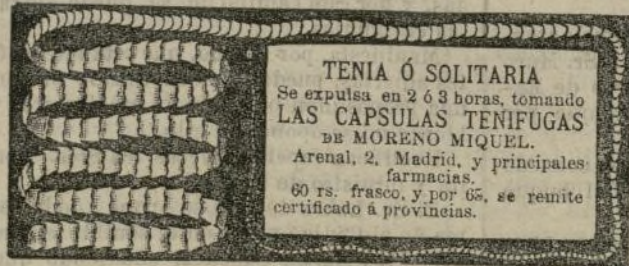 TENIA Ó SOLITARIA
Se expulsa en 2 ó 3 horas, tomando
LAS CAPSULAS TENIFUGAS
DE MORENO MIQUEL.
Arenal, 2, Madrid, y principales
farmacias.
60 rs. frasco, y por 65, se remite
certificado á provincias.